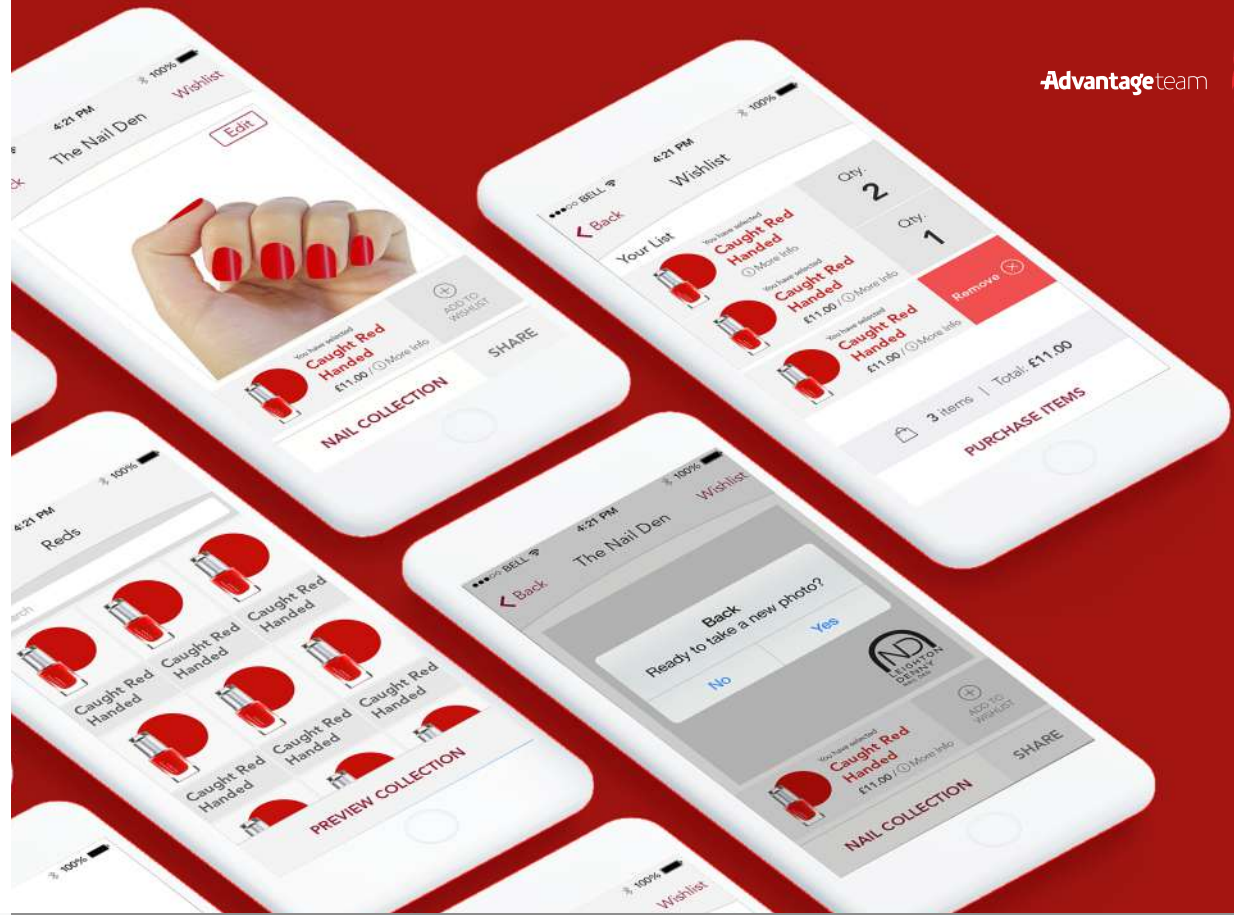 Advantageteam
100%
4:21 PM
Wishlist
The Nail Den
Edit
You have selected
Caught Red
Handed
£11.00 / More info
ADD TO
WISHLIST
NAIL COLLECTION
SHARE
BELL
4:21 PM
100%
Back
Wishlist
Your List
You have selected
Caught Red
Handed
More info
Qty.
2
You have selected
Caught Red
Handed
£11.00 / More info
Qty.
1
You have selected
Caught Red
Handed
£11.00 / More info
Remove
3 items | Total: £11.00
PURCHASE ITEMS
4:21 PM
100%
Reds
Caught Red
Handed
Caught Red
Handed
Caught Red
Handed
Caught Red
Handed
Caught Red
Handed
Caught Red
Handed
PREVIEW COLLECTION
BELL
4:21 PM
100%
Back
The Nail Den
Wishlist
Back
Ready to take a new photo?
No
Yes
ND
LEIGHTON
DENNY
You have selected
Caught Red
Handed
£11.00 / More info
ADD TO
WISHLIST
NAIL COLLECTION
SHARE
100%
100%
Wishlist